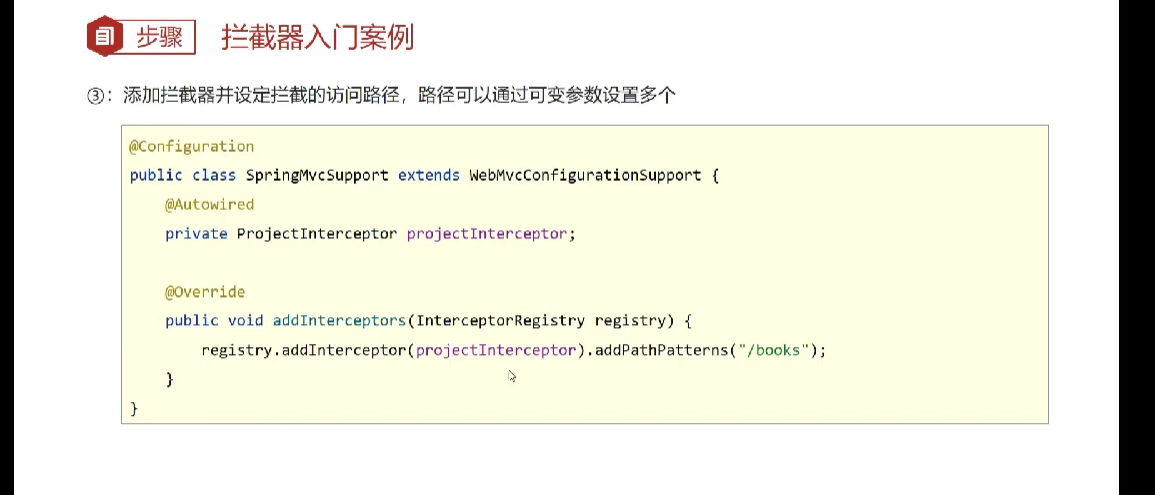 步骤 拦截器入门案例
③：添加拦截器并设定拦截的访问路径，路径可以通过可变参数设置多个
@Configuration
public class SpringMvcSupport extends WebMvcConfigurationSupport {
    @Autowired
    private ProjectInterceptor projectInterceptor;
    @Override
    public void addInterceptors(InterceptorRegistry registry) {
        registry.addInterceptor(projectInterceptor).addPathPatterns("/books");
    }
}